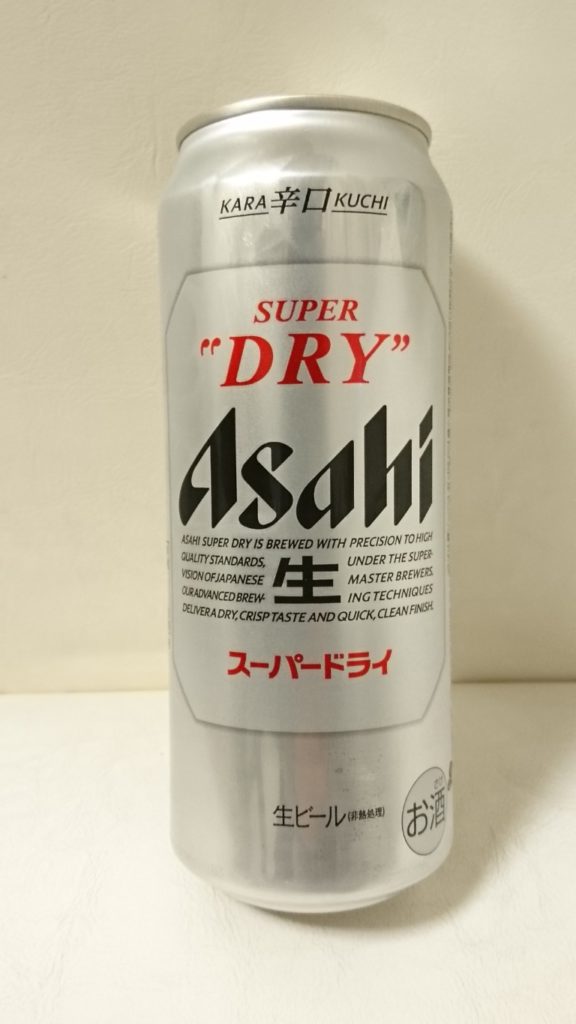 KARA 辛口 KUCHI
SUPER
"DRY"
Asahi
ASAHI SUPER DRY IS BREWED WITH PRECISION TO HIGH
QUALITY STANDARDS, UNDER THE SUPER-
VISION OF JAPANESE MASTER BREWERS.
生
OUR ADVANCED BREW- ING TECHNIQUES
DELIVER A DRY, CRISP TASTE AND QUICK, CLEAN FINISH.
スーパードライ
生ビール(非熱処理)
さけ
お酒